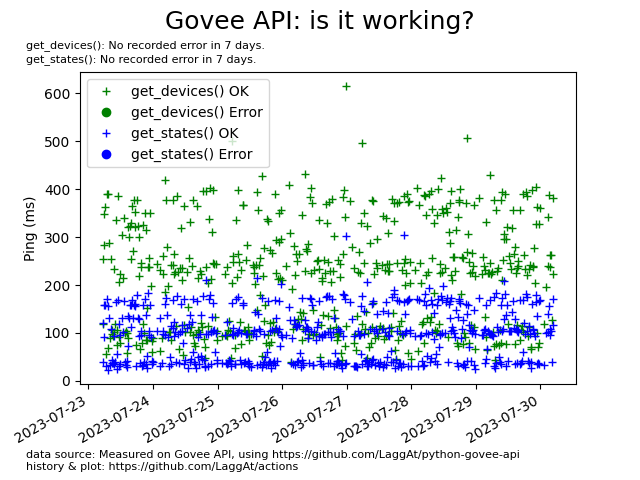 Govee API: is it working?
get_devices(): No recorded error in 7 days.
get_states(): No recorded error in 7 days.
get_devices() OK
get_devices() Error
get_states() OK
get_states() Error
Ping (ms)
600
500
400
300
200
100
0
2023-07-23
2023-07-24
2023-07-25
2023-07-26
2023-07-27
2023-07-28
2023-07-29
2023-07-30
data source: Measured on Govee API, using https://github.com/LaggAt/python-govee-api
history & plot: https://github.com/LaggAt/actions